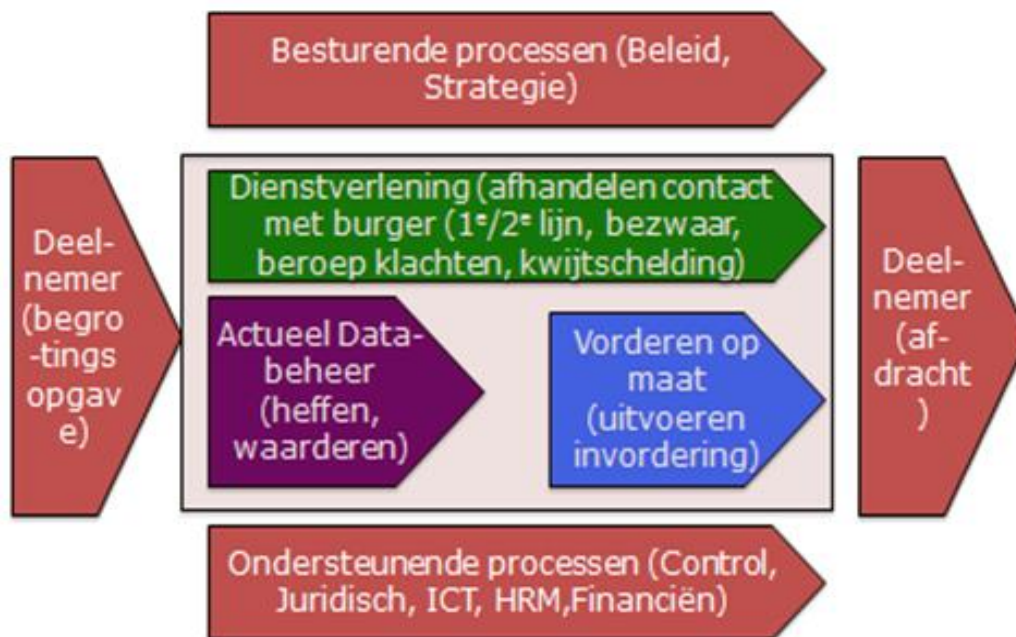 Besturende processen (Beleid,
Strategie)
Deel-
nemer
(begro
-tings
opgav
e)
Dienstverlening (afhandelen contact
met burger (1ᵉ/2ᵉ lijn, bezwaar,
beroep klachten, kwijtschelding)
Actueel Data-
beheer
(heffen,
waarderen)
Vorderen op
maat
(uitvoeren
invordering)
Deel-
nemer
(af-
dracht
)
Ondersteunende processen (Control,
Juridisch, ICT, HRM,Financiën)